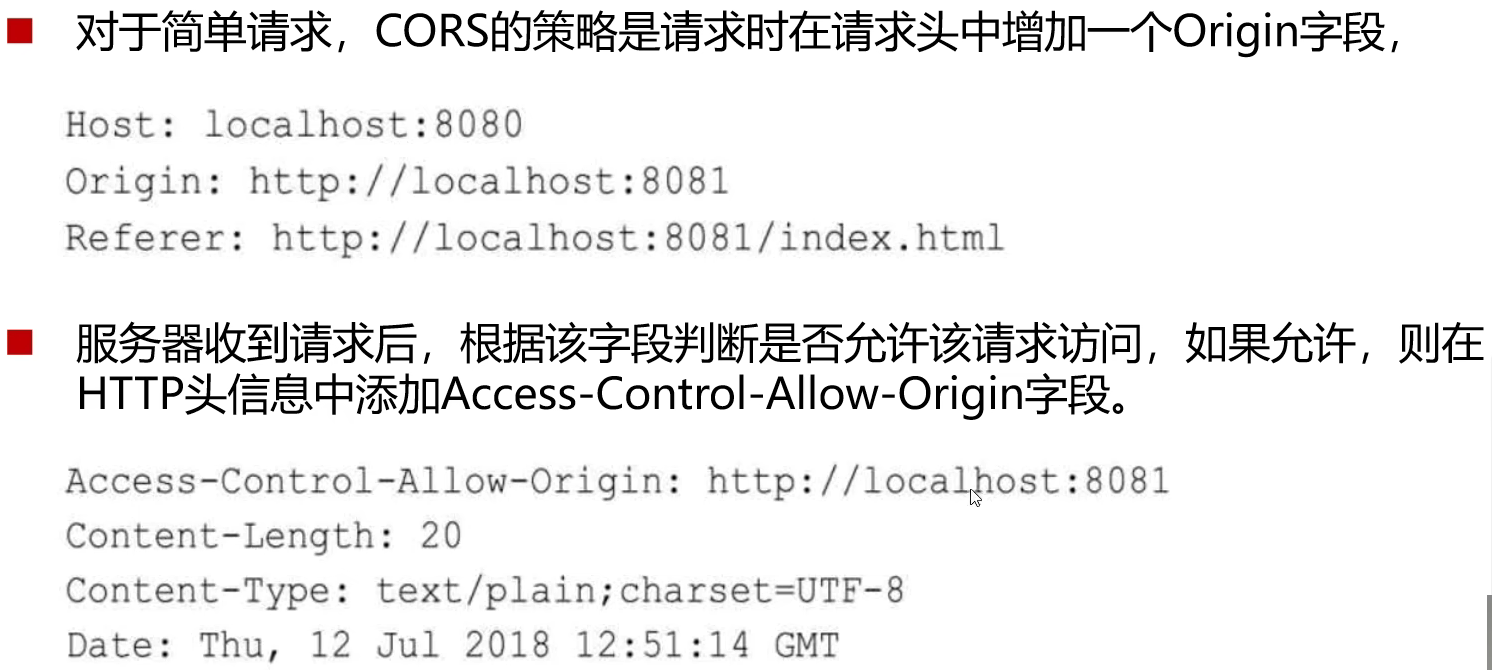 对于简单请求，CORS的策略是请求时在请求头中增加一个Origin字段，
Host: localhost:8080
Origin: http://localhost:8081
Referer: http://localhost:8081/index.html
服务器收到请求后，根据该字段判断是否允许该请求访问，如果允许，则在
HTTP头信息中添加Access-Control-Allow-Origin字段。
Access-Control-Allow-Origin: http://localhost:8081
Content-Length: 20
Content-Type: text/plain;charset=UTF-8
Date: Thu, 12 Jul 2018 12:51:14 GMT